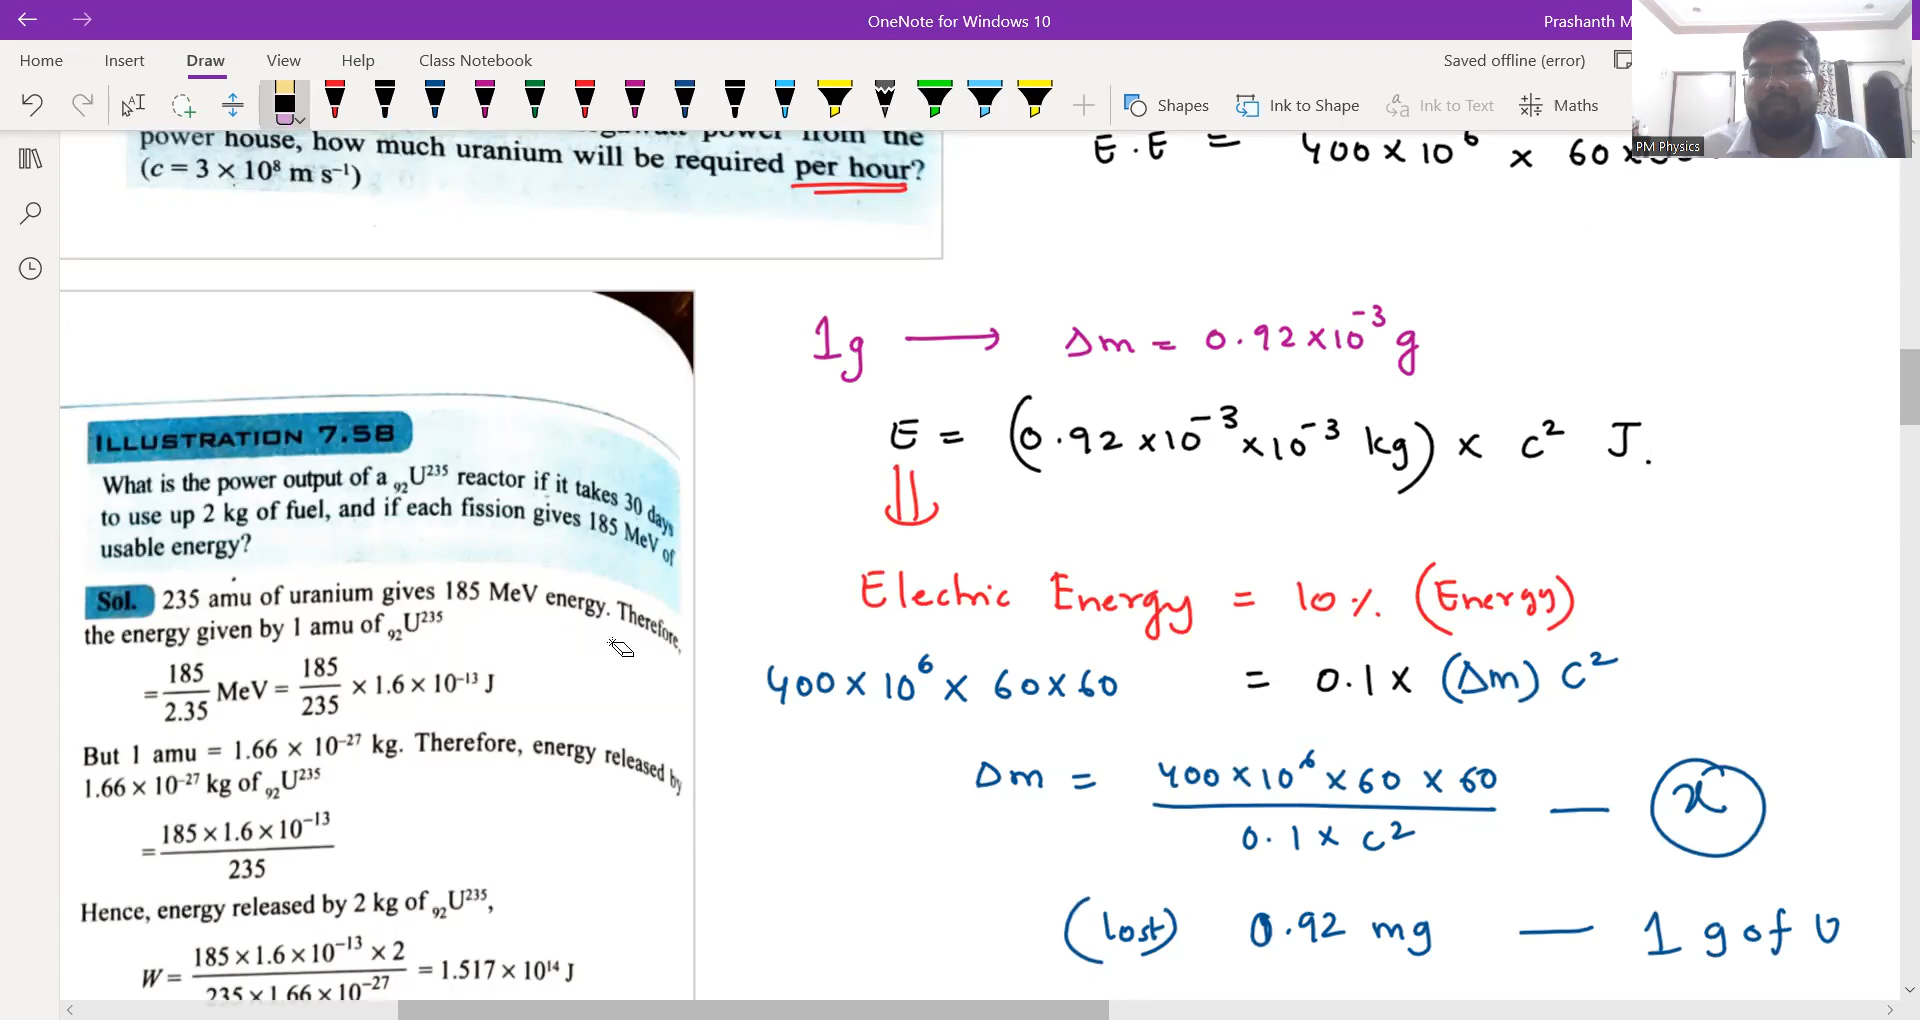 OneNote for Windows 10
Prashanth M
Home Insert Draw View Help Class Notebook
Saved offline (error)
Shapes Ink to Shape Ink to Text Maths
PM Physics
power from the
power house, how much uranium will be required per hour?
(c = 3 × 10⁸ m s⁻¹)
E.E = 400 × 10⁶ × 60 ×
1g → Δm = 0.92×10⁻³ g
E = (0.92 ×10⁻³ ×10⁻³ kg) × c² J.
Electric Energy = 10% (Energy)
400 × 10⁶ × 60 × 60 = 0.1 × (Δm) c²
Δm = 400 × 10⁶ × 60 × 60 / 0.1 × c² — x
(lost) 0.92 mg — 1 g of U
ILLUSTRATION 7.58
What is the power output of a ₉₂U²³⁵ reactor if it takes 30 days
to use up 2 kg of fuel, and if each fission gives 185 MeV of
usable energy?
Sol. 235 amu of uranium gives 185 MeV energy. Therefore,
the energy given by 1 amu of ₉₂U²³⁵
= 185/2.35 MeV = 185/235 × 1.6 × 10⁻¹³ J
But 1 amu = 1.66 × 10⁻²⁷ kg. Therefore, energy released by
1.66 × 10⁻²⁷ kg of ₉₂U²³⁵
= 185 × 1.6 × 10⁻¹³ / 235
Hence, energy released by 2 kg of ₉₂U²³⁵,
W = 185 × 1.6 × 10⁻¹³ × 2 / 235 × 1.66 × 10⁻²⁷ = 1.517 × 10¹⁴ J